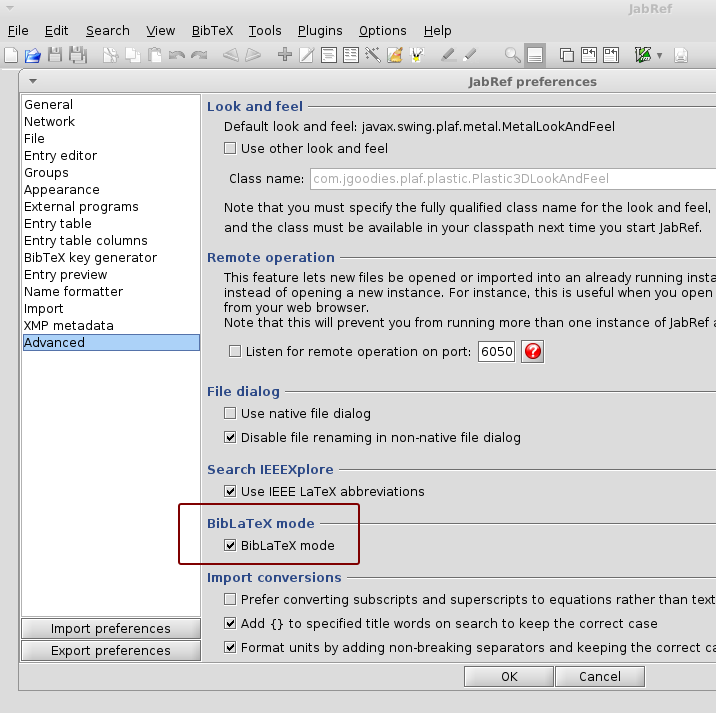 JabRef
File Edit Search View BibTeX Tools Plugins Options Help
JabRef preferences
General
Network
File
Entry editor
Groups
Appearance
External programs
Entry table
Entry table columns
BibTeX key generator
Entry preview
Name formatter
Import
XMP metadata
Advanced
Import preferences
Export preferences
Look and feel
Default look and feel: javax.swing.plaf.metal.MetalLookAndFeel
Use other look and feel
Class name: com.jgoodies.plaf.plastic.Plastic3DLookAndFeel
Note that you must specify the fully qualified class name for the look and feel,
and the class must be available in your classpath next time you start JabRef.
Remote operation
This feature lets new files be opened or imported into an already running insta
instead of opening a new instance. For instance, this is useful when you open
from your web browser.
Note that this will prevent you from running more than one instance of JabRef a
Listen for remote operation on port: 6050 ?
File dialog
Use native file dialog
Disable file renaming in non-native file dialog
Search IEEEXplore
Use IEEE LaTeX abbreviations
BibLaTeX mode
BibLaTeX mode
Import conversions
Prefer converting subscripts and superscripts to equations rather than text
Add {} to specified title words on search to keep the correct case
Format units by adding non-breaking separators and keeping the correct ca
OK Cancel